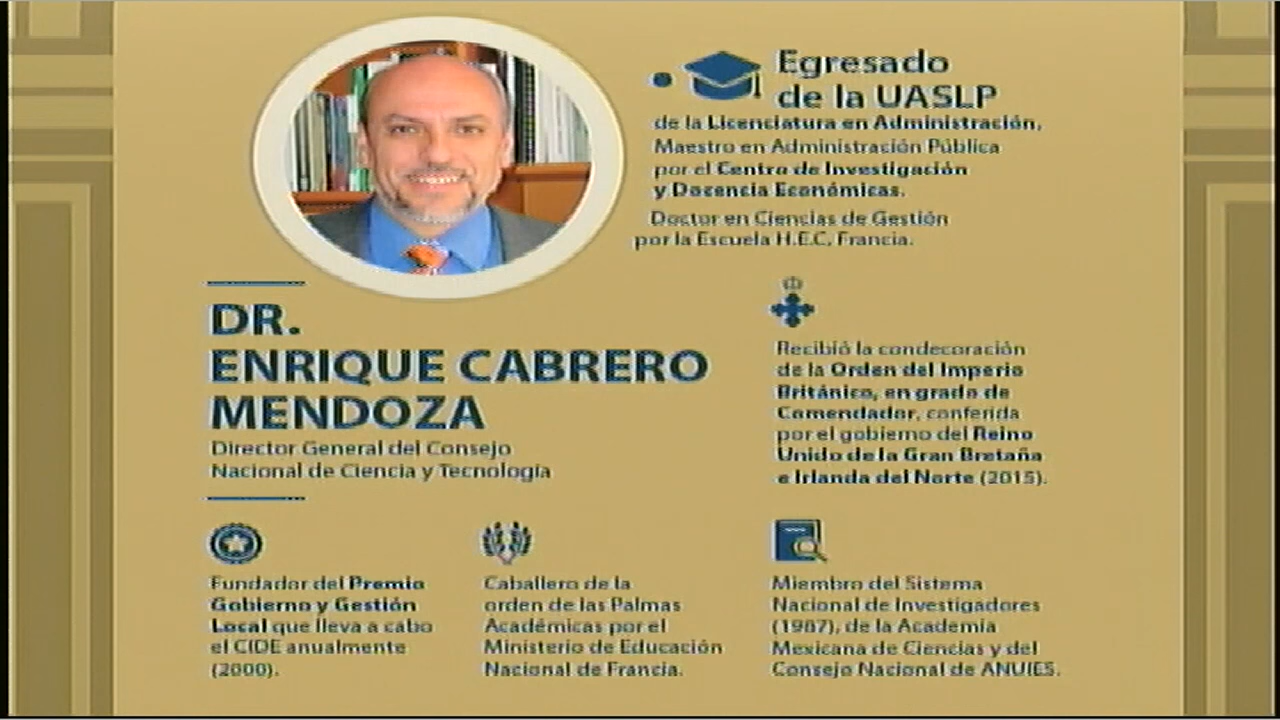 Egresado
de la UASLP
de la Licenciatura en Administración,
Maestro en Administración Pública
por el Centro de Investigación
y Docencia Económicas.
Doctor en Ciencias de Gestión
por la Escuela H.E.C, Francia.
DR.
ENRIQUE CABRERO
MENDOZA
Director General del Consejo
Nacional de Ciencia y Tecnología
Recibió la condecoración
de la Orden del Imperio
Británico, en grado de
Comendador, conferida
por el gobierno del Reino
Unido de la Gran Bretaña
e Irlanda del Norte (2015).
Fundador del Premio
Gobierno y Gestión
Local que lleva a cabo
el CIDE anualmente
(2000).
Caballero de la
orden de las Palmas
Académicas por el
Ministerio de Educación
Nacional de Francia.
Miembro del Sistema
Nacional de Investigadores
(1987), de la Academia
Mexicana de Ciencias y del
Consejo Nacional de ANUIES.